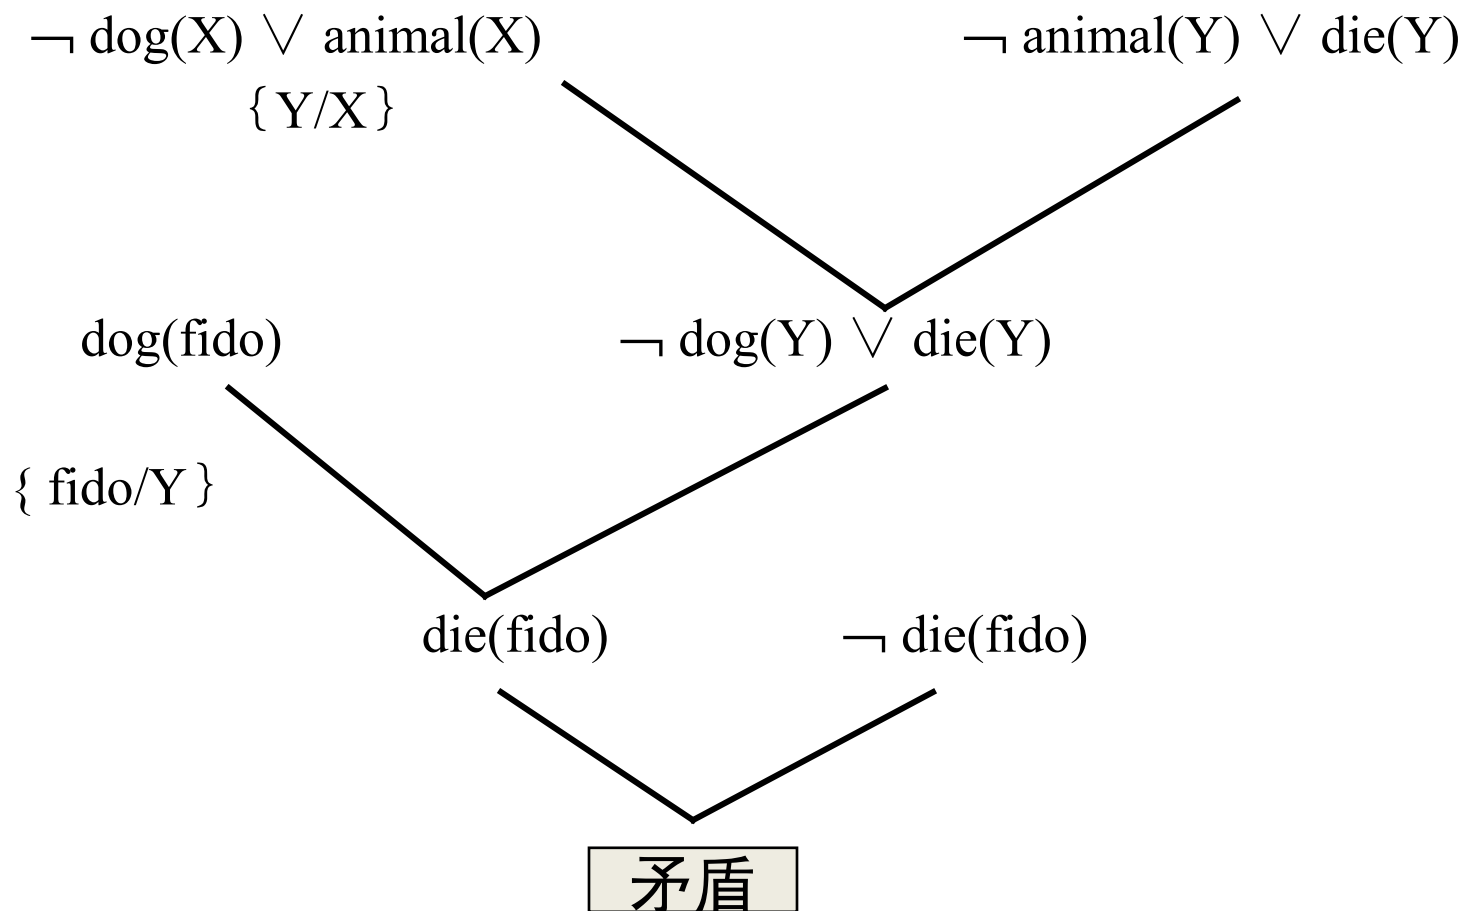 ¬ dog(X) ∨ animal(X) ¬ animal(Y) ∨ die(Y)
{Y/X}
dog(fido) ¬ dog(Y) ∨ die(Y)
{ fido/Y}
die(fido) ¬ die(fido)
矛盾